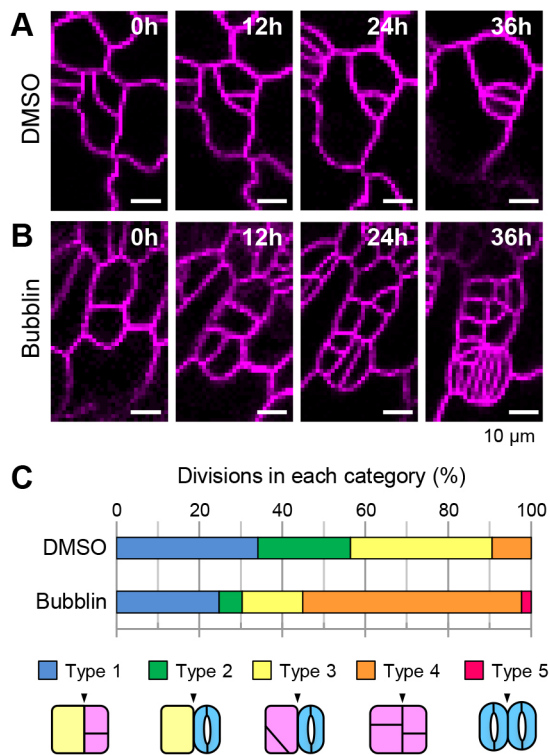 A
0h
12h
24h
36h
DMSO
B
0h
12h
24h
36h
Bubblin
10 µm
C
Divisions in each category (%)
0
20
40
60
80
100
DMSO
Bubblin
Type 1
Type 2
Type 3
Type 4
Type 5